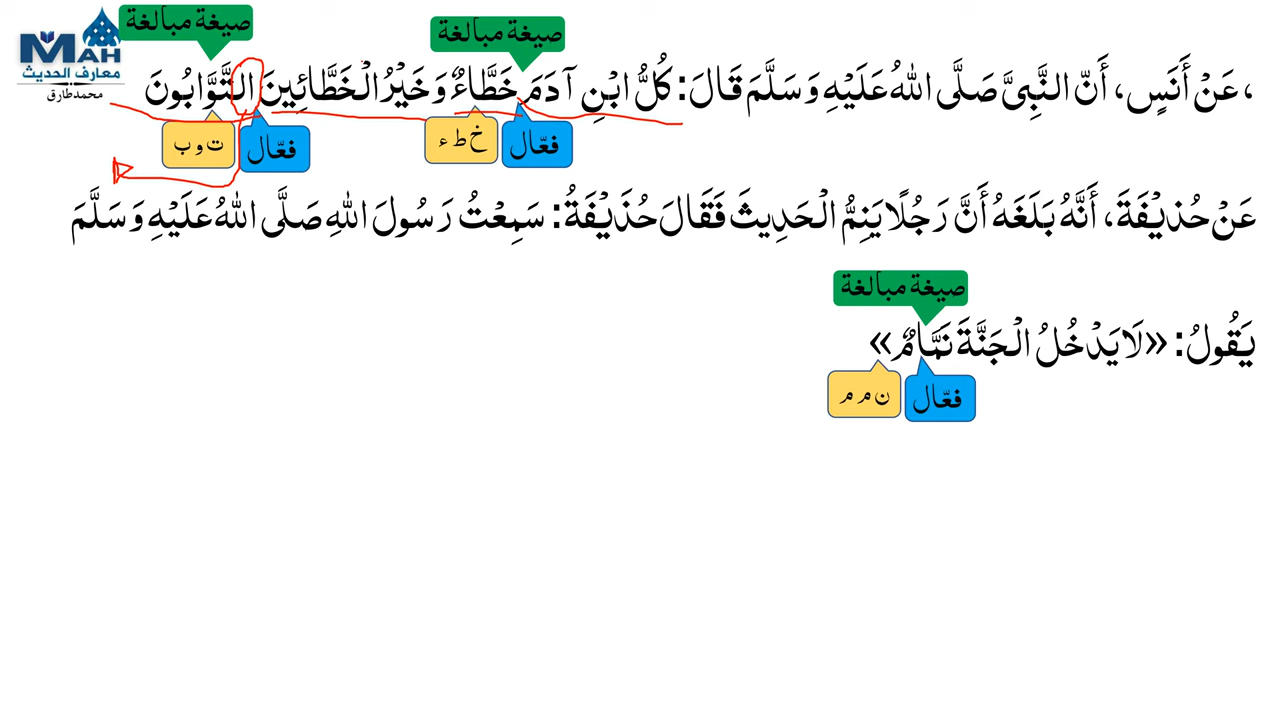 MAH
معارف الحديث
محمد طارق
صيغة مبالغة
صيغة مبالغة
، عَنْ أَنَسٍ، أَنّ النَّبِىَّ صَلَّى اللهُ عَلَيْهِ وَسَلَّمَ قَالَ: كُلُّ ابْنِ آدَمَ خَطَّاءٌ وَخَيْرُ الْخَطَّائِينَ التَّوَّابُونَ
فعّال
خ ط ء
فعّال
ت و ب
عَنْ حُذَيْفَةَ، أَنَّهُ بَلَغَهُ أَنَّ رَجُلًا يَنِمُّ الْحَدِيثَ فَقَالَ حُذَيْفَةُ: سَمِعْتُ رَسُولَ اللهِ صَلَّى اللهُ عَلَيْهِ وَسَلَّمَ
صيغة مبالغة
يَقُولُ: «لَا يَدْخُلُ الْجَنَّةَ نَمَّامٌ»
فعّال
ن م م